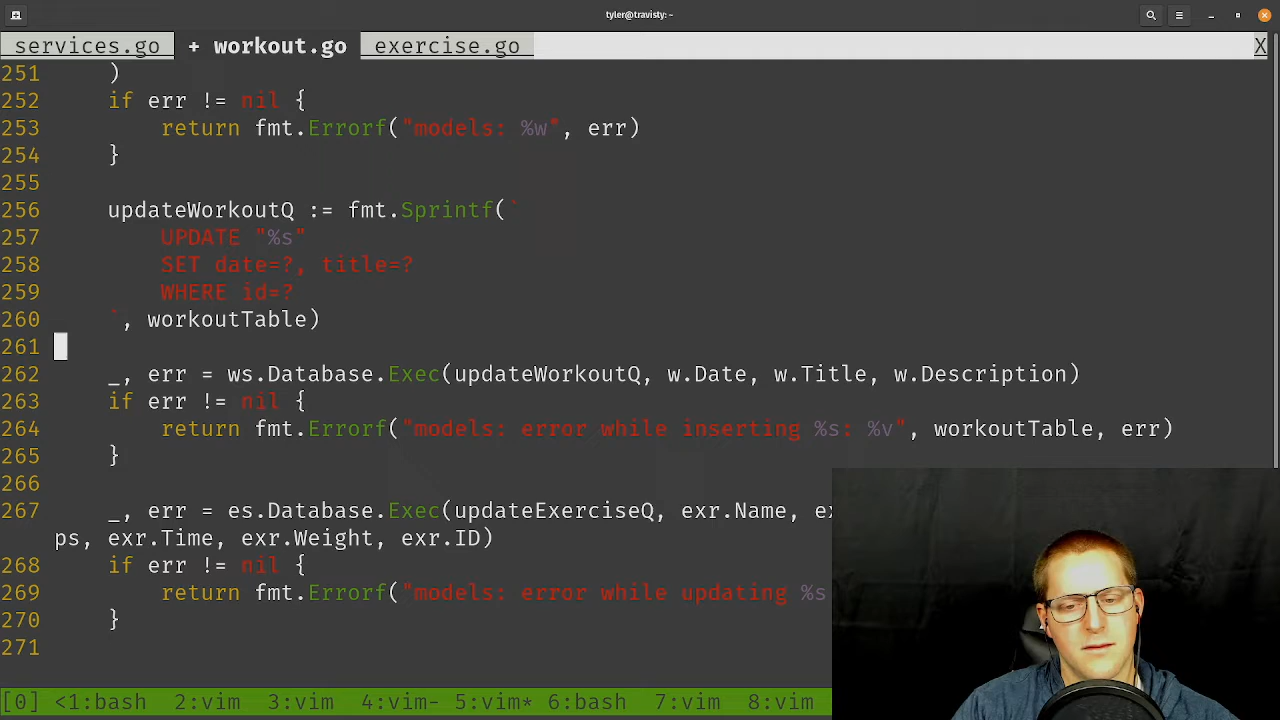 tyler@travisty: ~
services.go + workout.go exercise.go X
251 )
252 if err != nil {
253 return fmt.Errorf("models: %w", err)
254 }
255
256 updateWorkoutQ := fmt.Sprintf(`
257 UPDATE "%s"
258 SET date=?, title=?
259 WHERE id=?
260 `, workoutTable)
261
262 _, err = ws.Database.Exec(updateWorkoutQ, w.Date, w.Title, w.Description)
263 if err != nil {
264 return fmt.Errorf("models: error while inserting %s: %v", workoutTable, err)
265 }
266
267 _, err = es.Database.Exec(updateExerciseQ, exr.Name,
ps, exr.Time, exr.Weight, exr.ID)
268 if err != nil {
269 return fmt.Errorf("models: error while updating %s
270 }
271
[0] <1:bash 2:vim 3:vim 4:vim- 5:vim* 6:bash 7:vim 8:vim